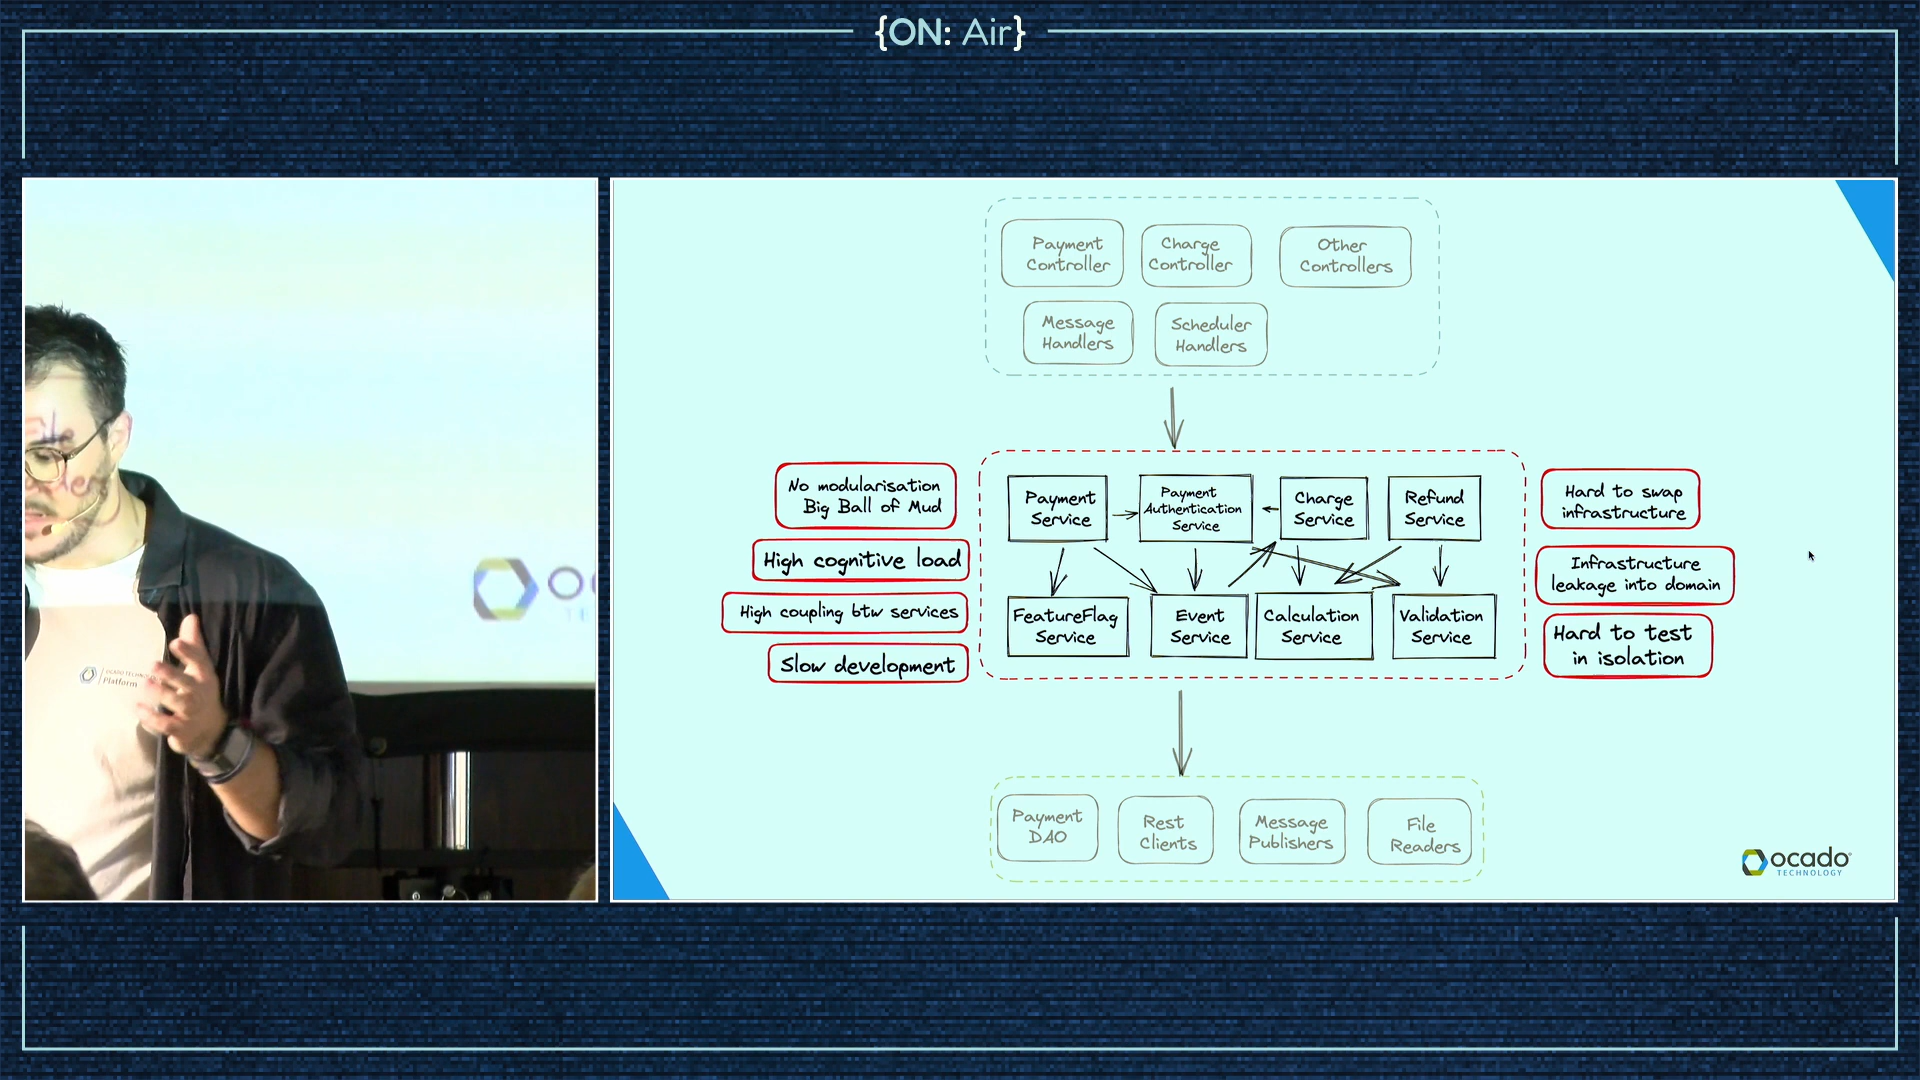 {ON: Air}
Payment
Controller
Charge
Controller
Other
Controllers
Message
Handlers
Scheduler
Handlers
No modularisation
Big Ball of Mud
High cognitive load
High coupling btw services
Slow development
Payment
Service
Payment
Authentication
Service
Charge
Service
Refund
Service
FeatureFlag
Service
Event
Service
Calculation
Service
Validation
Service
Hard to swap
infrastructure
Infrastructure
leakage into domain
Hard to test
in isolation
Payment
DAO
Rest
Clients
Message
Publishers
File
Readers
ocado
TECHNOLOGY
OCADO TECHNOLO
Platform